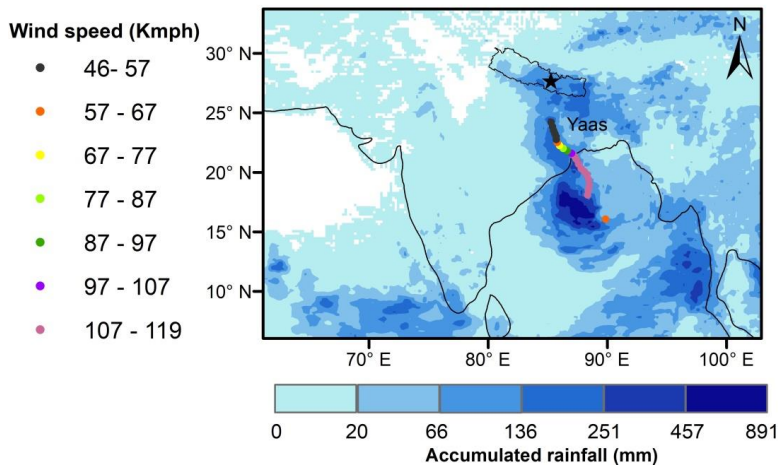 Wind speed (Kmph)
46- 57
57 - 67
67 - 77
77 - 87
87 - 97
97 - 107
107 - 119
30° N
25° N
20° N
15° N
10° N
N
Yaas
70° E
80° E
90° E
100° E
0
20
66
136
251
457
891
Accumulated rainfall (mm)